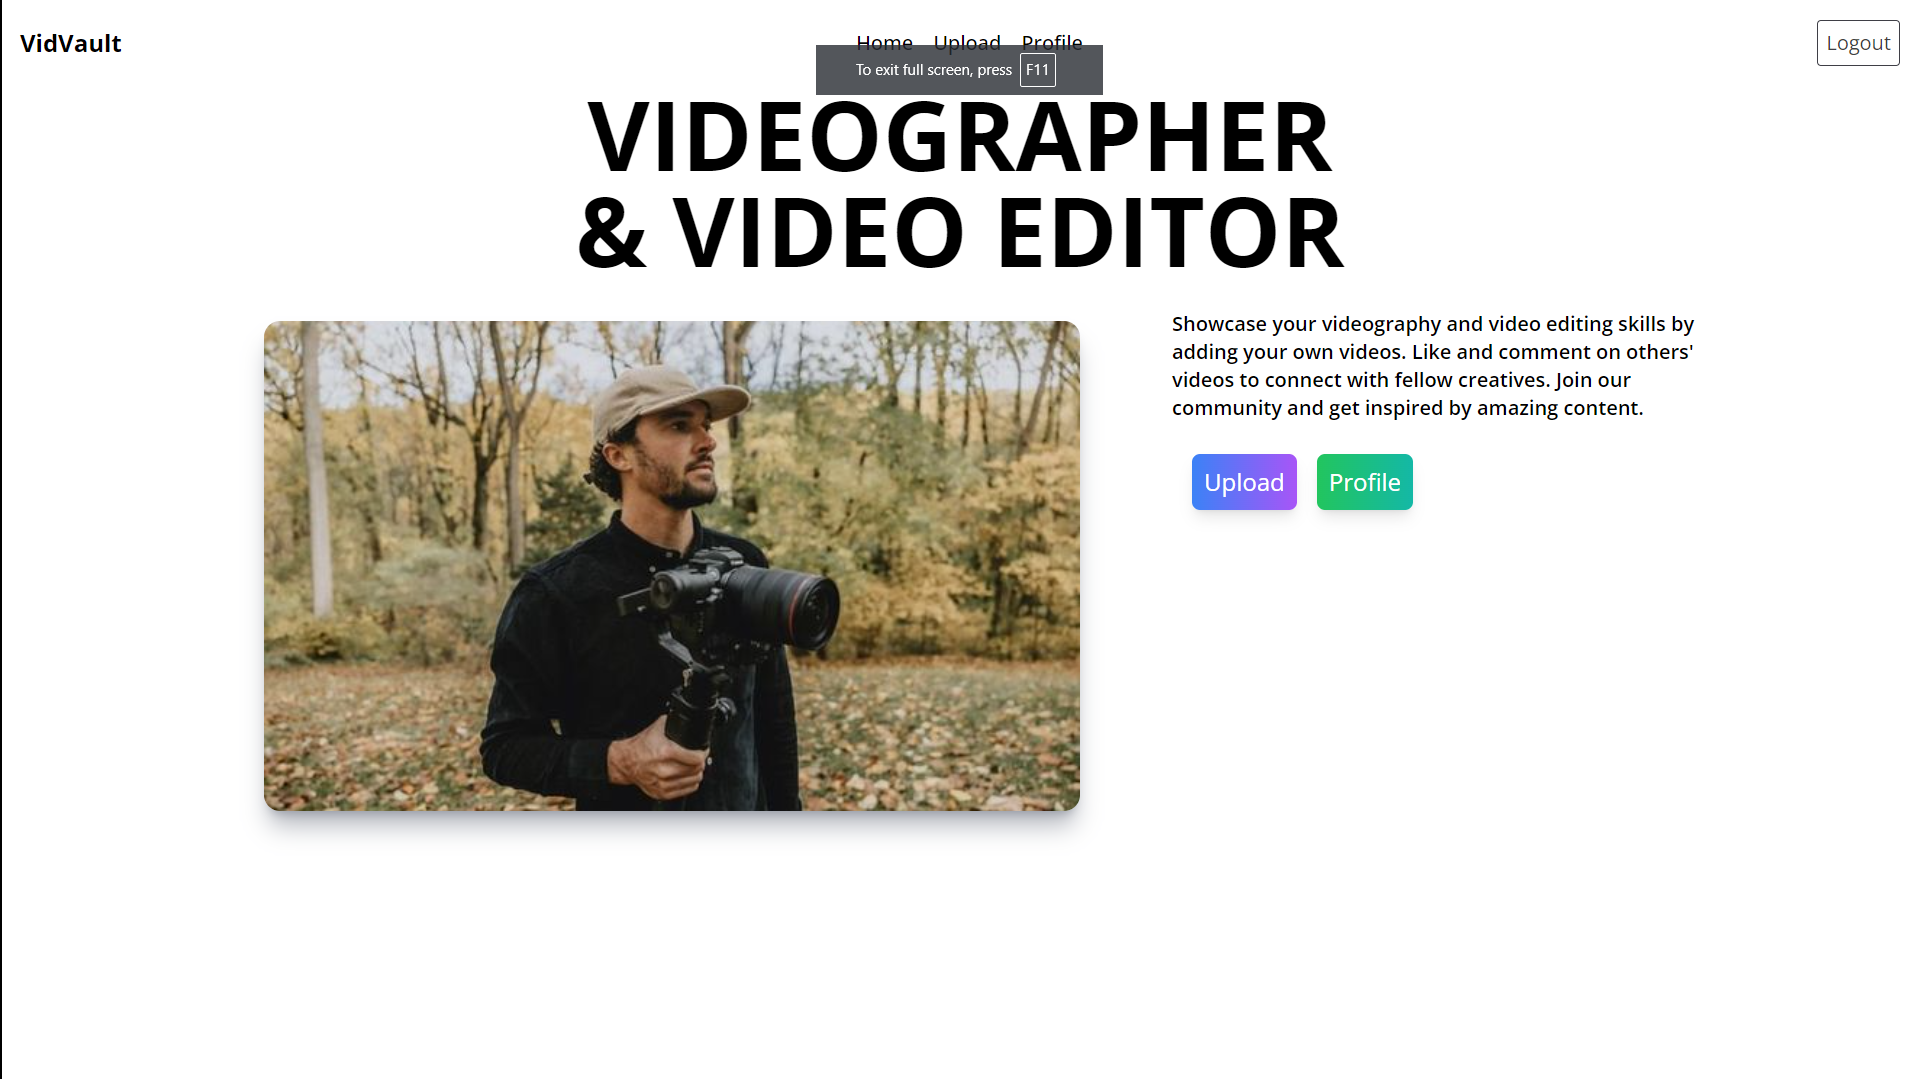 VidVault
Home Upload Profile
Logout
To exit full screen, press F11
VIDEOGRAPHER
& VIDEO EDITOR
Showcase your videography and video editing skills by
adding your own videos. Like and comment on others'
videos to connect with fellow creatives. Join our
community and get inspired by amazing content.
Upload Profile